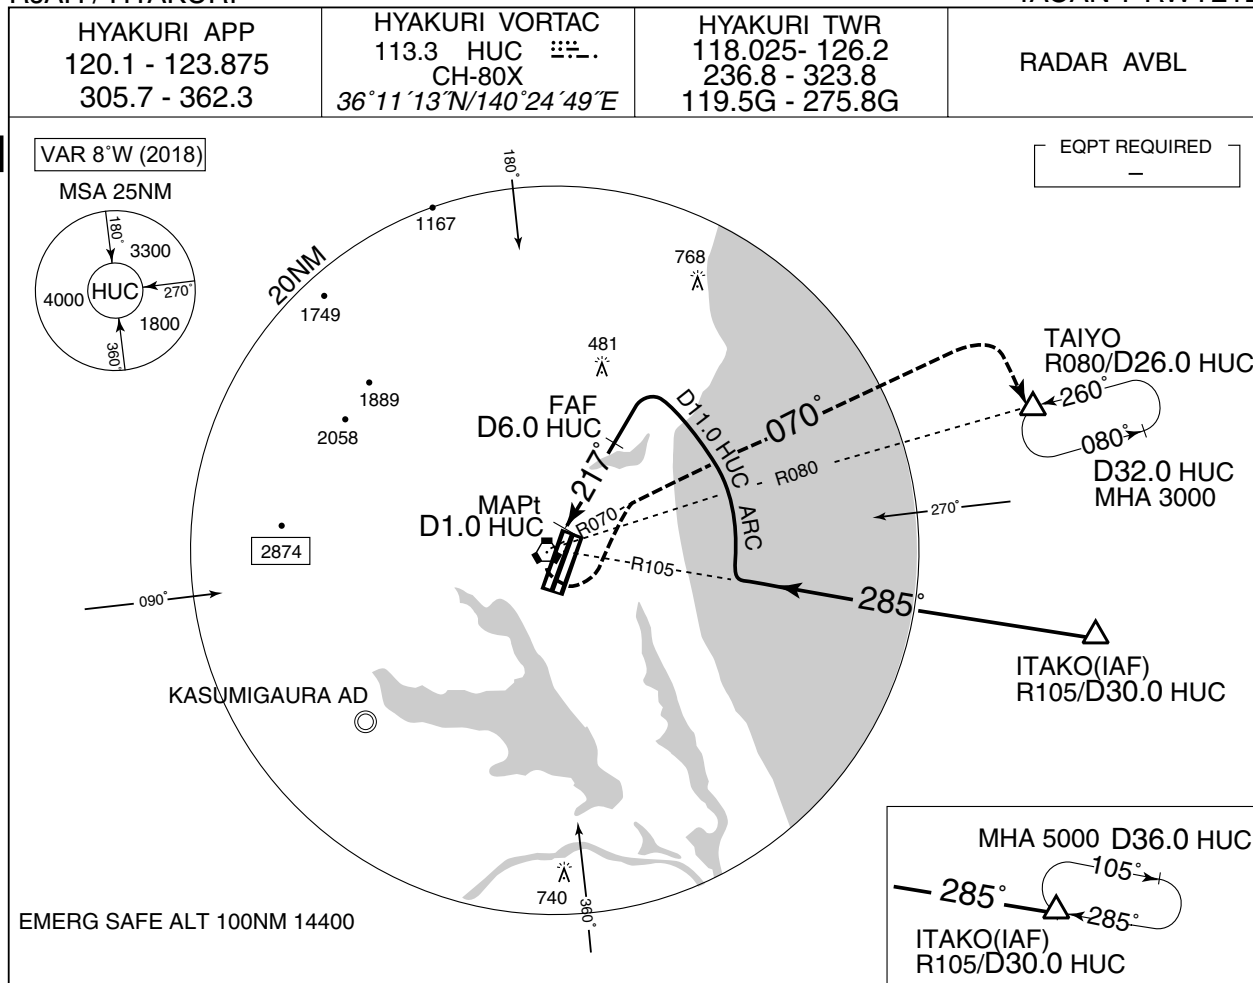 HYAKURI APP
120.1 - 123.875
305.7 - 362.3
HYAKURI VORTAC
113.3 HUC
CH-80X
36°11´13˝N/140°24´49˝E
HYAKURI TWR
118.025- 126.2
236.8 - 323.8
119.5G - 275.8G
RADAR AVBL
VAR 8°W (2018)
EQPT REQUIRED
–
MSA 25NM
180°
3300
4000
HUC
270°
1800
360°
180°
20NM
1167
768
1749
481
1889
2058
2874
TAIYO
R080/D26.0 HUC
260°
080°
D32.0 HUC
MHA 3000
FAF
D6.0 HUC
D11.0 HUC ARC
070°
R080
217°
MAPt
D1.0 HUC
R070
R105
270°
090°
285°
ITAKO(IAF)
R105/D30.0 HUC
KASUMIGAURA AD
740
360°
EMERG SAFE ALT 100NM 14400
MHA 5000 D36.0 HUC
105°
285°
285°
ITAKO(IAF)
R105/D30.0 HUC